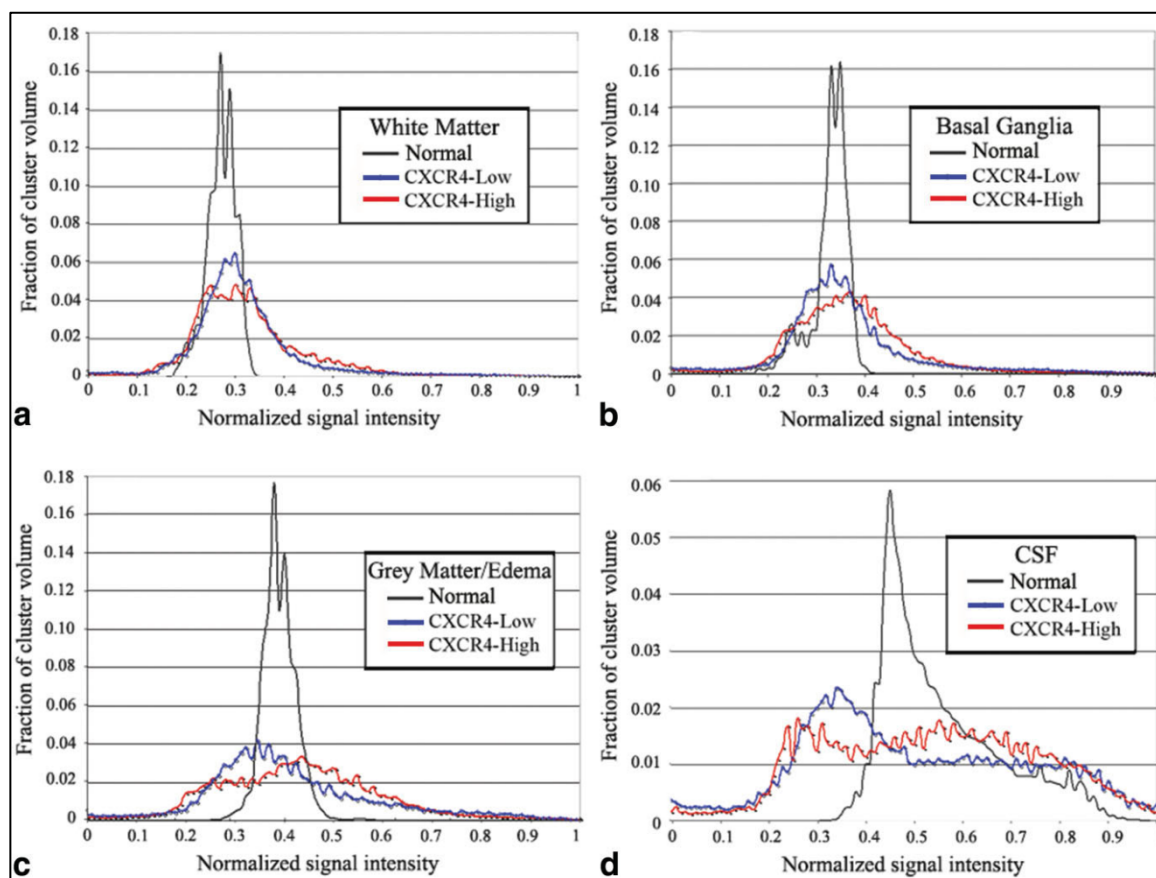 0.18
0.16
0.14
0.12
0.10
0.08
0.06
0.04
0.02
0
Fraction of cluster volume
White Matter
Normal
CXCR4-Low
CXCR4-High
0 0.1 0.2 0.3 0.4 0.5 0.6 0.7 0.8 0.9 1
Normalized signal intensity
a
0.18
0.16
0.14
0.12
0.10
0.08
0.06
0.04
0.02
0
Fraction of cluster volume
Basal Ganglia
Normal
CXCR4-Low
CXCR4-High
0 0.1 0.2 0.3 0.4 0.5 0.6 0.7 0.8 0.9 1
Normalized signal intensity
b
0.18
0.16
0.14
0.12
0.10
0.08
0.06
0.04
0.02
0
Fraction of cluster volume
Grey Matter/Edema
Normal
CXCR4-Low
CXCR4-High
0 0.1 0.2 0.3 0.4 0.5 0.6 0.7 0.8 0.9 1
Normalized signal intensity
c
0.06
0.05
0.04
0.03
0.02
0.01
0
Fraction of cluster volume
CSF
Normal
CXCR4-Low
CXCR4-High
0 0.1 0.2 0.3 0.4 0.5 0.6 0.7 0.8 0.9 1
Normalized signal intensity
d